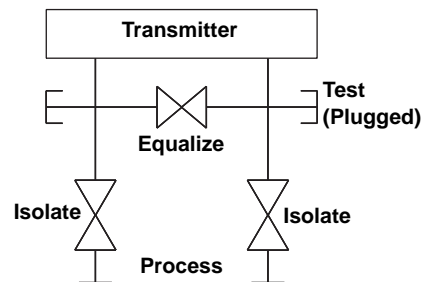 Transmitter
Test
(Plugged)
Equalize
Isolate
Isolate
Process